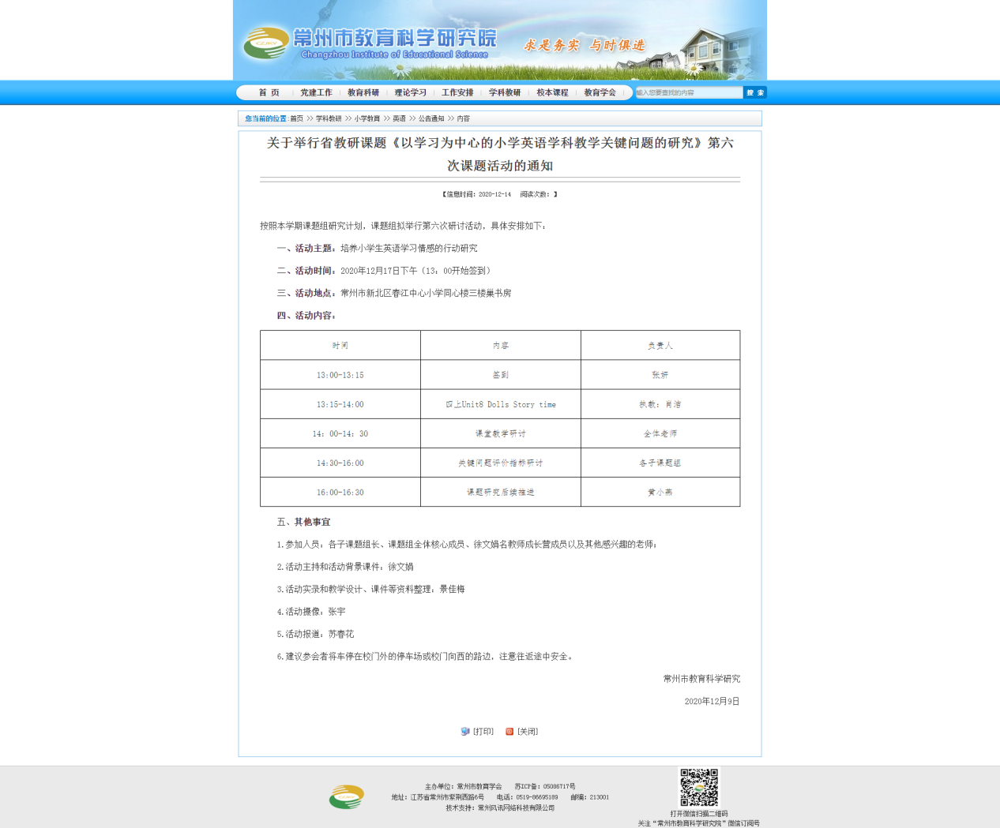 常州市教育科学研究院
Changzhou Institute of Educational Science
求是务实 与时俱进
首 页 党建工作 教育科研 理论学习 工作安排 学科教研 校本课程 教育学会 输入您要查找的内容 搜 索
您当前的位置:首页 >> 学科教研 >> 小学教育 >> 英语 >> 公告通知 >> 内容
关于举行省教研课题《以学习为中心的小学英语学科教学关键问题的研究》第六
次课题活动的通知
【信息时间：2020-12-14 阅读次数：】
按照本学期课题组研究计划，课题组拟举行第六次研讨活动，具体安排如下：
一、活动主题：培养小学生英语学习情感的行动研究
二、活动时间：2020年12月17日下午（13：00开始签到）
三、活动地点：常州市新北区春江中心小学同心楼三楼巢书房
四、活动内容：
时间 内容 负责人
13:00-13:15 签到 张妍
13:15-14:00 四上Unit8 Dolls Story time 执教：肖洁
14：00-14：30 课堂教学研讨 全体老师
14:30-16:00 关键问题评价指标研讨 各子课题组
16:00-16:30 课题研究后续推进 黄小燕
五、其他事宜
1.参加人员：各子课题组长、课题组全体核心成员、徐文娟名教师成长营成员以及其他感兴趣的老师；
2.活动主持和活动背景课件：徐文娟
3.活动实录和教学设计、课件等资料整理：景佳梅
4.活动摄像：张宇
5.活动报道：苏春花
6.建议参会者将车停在校门外的停车场或校门向西的路边，注意往返途中安全。
常州市教育科学研究
2020年12月9日
[打印] [关闭]
主办单位：常州市教育学会 苏ICP备：05086717号
地址：江苏省常州市紫荆西路6号 电话：0519-86695189 邮编：213001
技术支持：常州风讯网络科技有限公司
打开微信扫描二维码
关注“常州市教育科学研究院”微信订阅号